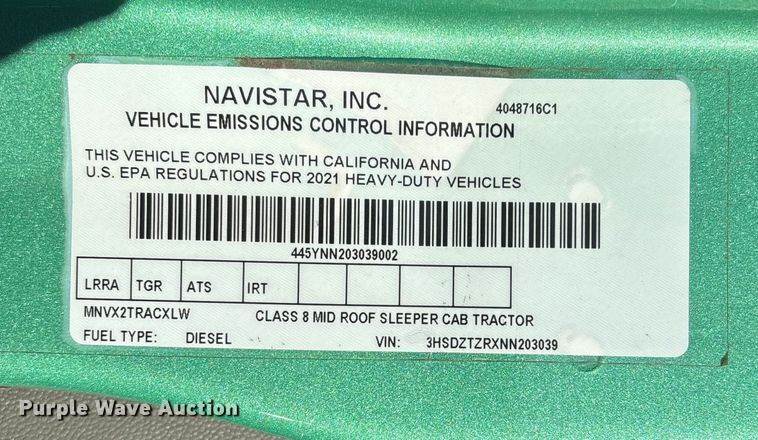 NAVISTAR, INC.
4048716C1
VEHICLE EMISSIONS CONTROL INFORMATION
THIS VEHICLE COMPLIES WITH CALIFORNIA AND
U.S. EPA REGULATIONS FOR 2021 HEAVY-DUTY VEHICLES
445YNN203039002
LRRA TGR ATS IRT
MNVX2TRACXLW CLASS 8 MID ROOF SLEEPER CAB TRACTOR
FUEL TYPE: DIESEL VIN: 3HSDZTZRXNN203039
Purple Wave Auction